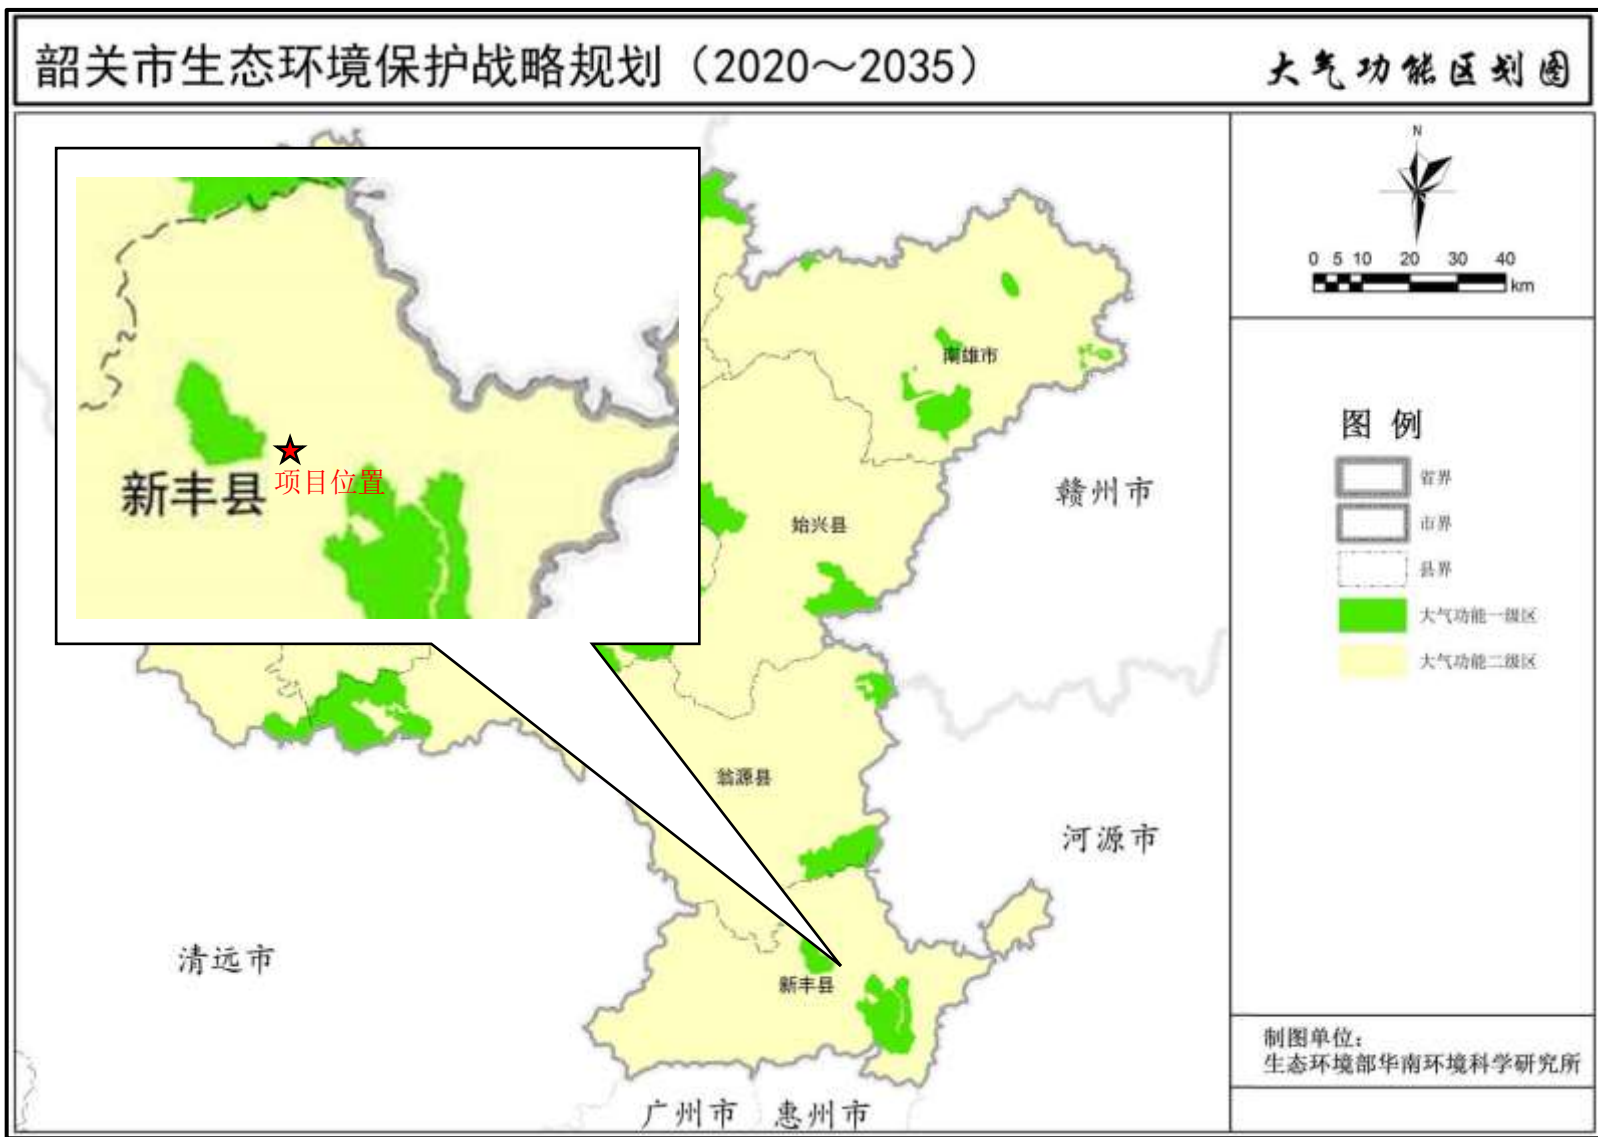 韶关市生态环境保护战略规划（2020～2035）
大气功能区划图
N
0 5 10 20 30 40
km
南雄市
赣州市
始兴县
新丰县
项目位置
图 例
省界
市界
县界
大气功能一级区
大气功能二级区
翁源县
河源市
清远市
新丰县
广州市
惠州市
制图单位：
生态环境部华南环境科学研究所